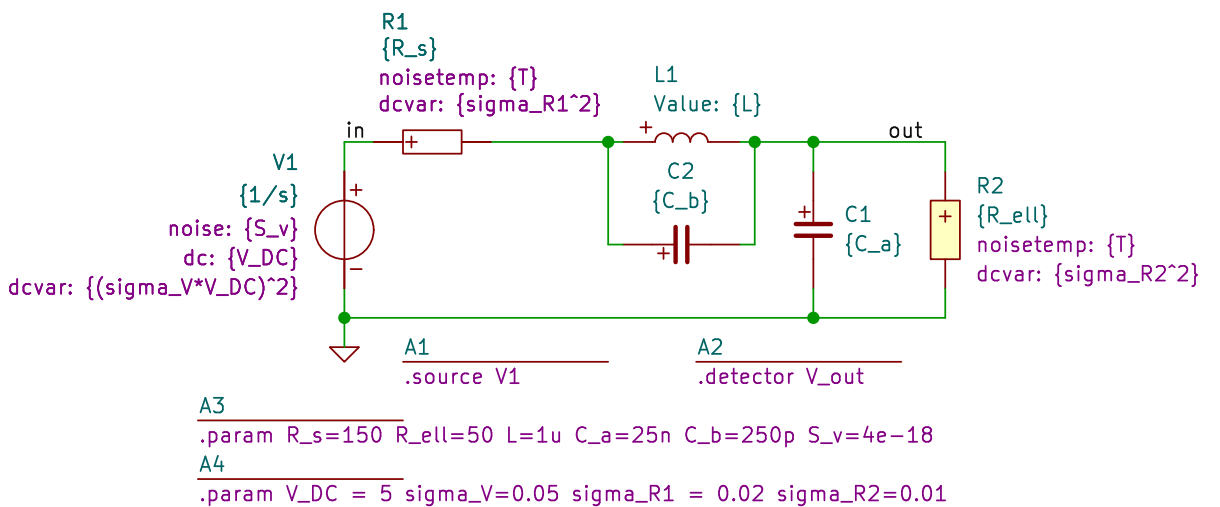 R1
{R_s}
noisetemp: {T}
dcvar: {sigma_R1^2}
L1
Value: {L}
in
out
V1
{1/s}
noise: {S_v}
dc: {V_DC}
dcvar: {(sigma_V*V_DC)^2}
C2
{C_b}
C1
{C_a}
R2
{R_ell}
noisetemp: {T}
dcvar: {sigma_R2^2}
A1
.source V1
A2
.detector V_out
A3
.param R_s=150 R_ell=50 L=1u C_a=25n C_b=250p S_v=4e-18
A4
.param V_DC = 5 sigma_V=0.05 sigma_R1 = 0.02 sigma_R2=0.01